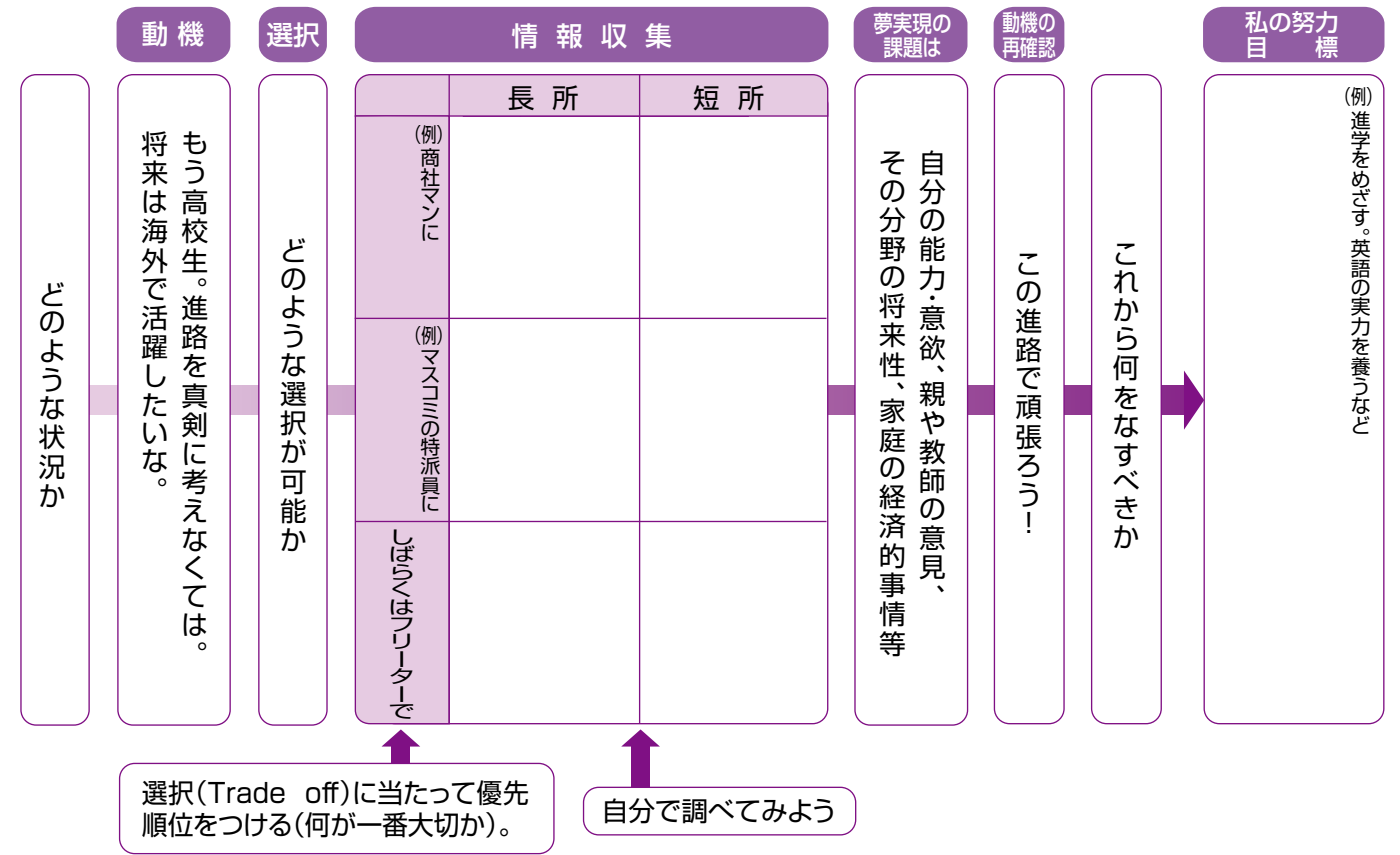 動機
選択
情報収集
夢実現の
課題は
動機の
再確認
私の努力
目標
どのような状況か
もう高校生。進路を真剣に考えなくては。
将来は海外で活躍したいな。
どのような選択が可能か
長所
短所
(例)商社マンに
(例)マスコミの特派員に
しばらくはフリーターで
自分の能力・意欲、親や教師の意見、
その分野の将来性、家庭の経済的事情等
この進路で頑張ろう!
これから何をなすべきか
(例)進学をめざす。英語の実力を養うなど
選択(Trade off)に当たって優先
順位をつける(何が一番大切か)。
自分で調べてみよう